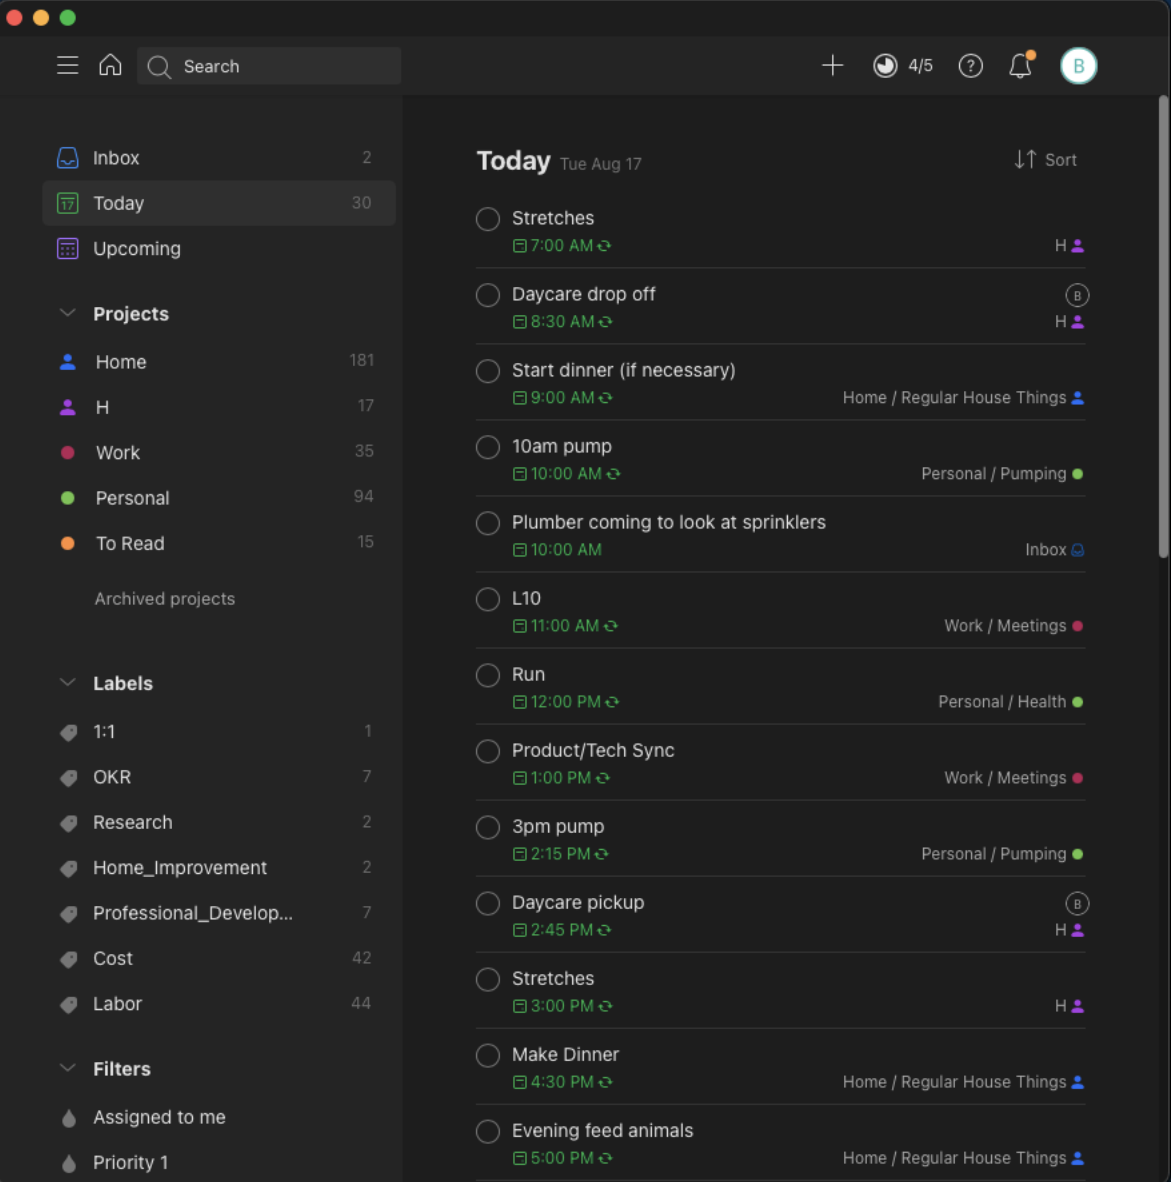 Search
4/5
?
B
Inbox 2
17 Today 30
Upcoming
Projects
Home 181
H 17
Work 35
Personal 94
To Read 15
Archived projects
Labels
1:1 1
OKR 7
Research 2
Home_Improvement 2
Professional_Develop... 7
Cost 42
Labor 44
Filters
Assigned to me
Priority 1
Today Tue Aug 17
Sort
Stretches
7:00 AM H
Daycare drop off B
8:30 AM H
Start dinner (if necessary)
9:00 AM Home / Regular House Things
10am pump
10:00 AM Personal / Pumping
Plumber coming to look at sprinklers
10:00 AM Inbox
L10
11:00 AM Work / Meetings
Run
12:00 PM Personal / Health
Product/Tech Sync
1:00 PM Work / Meetings
3pm pump
2:15 PM Personal / Pumping
Daycare pickup B
2:45 PM H
Stretches
3:00 PM H
Make Dinner
4:30 PM Home / Regular House Things
Evening feed animals
5:00 PM Home / Regular House Things